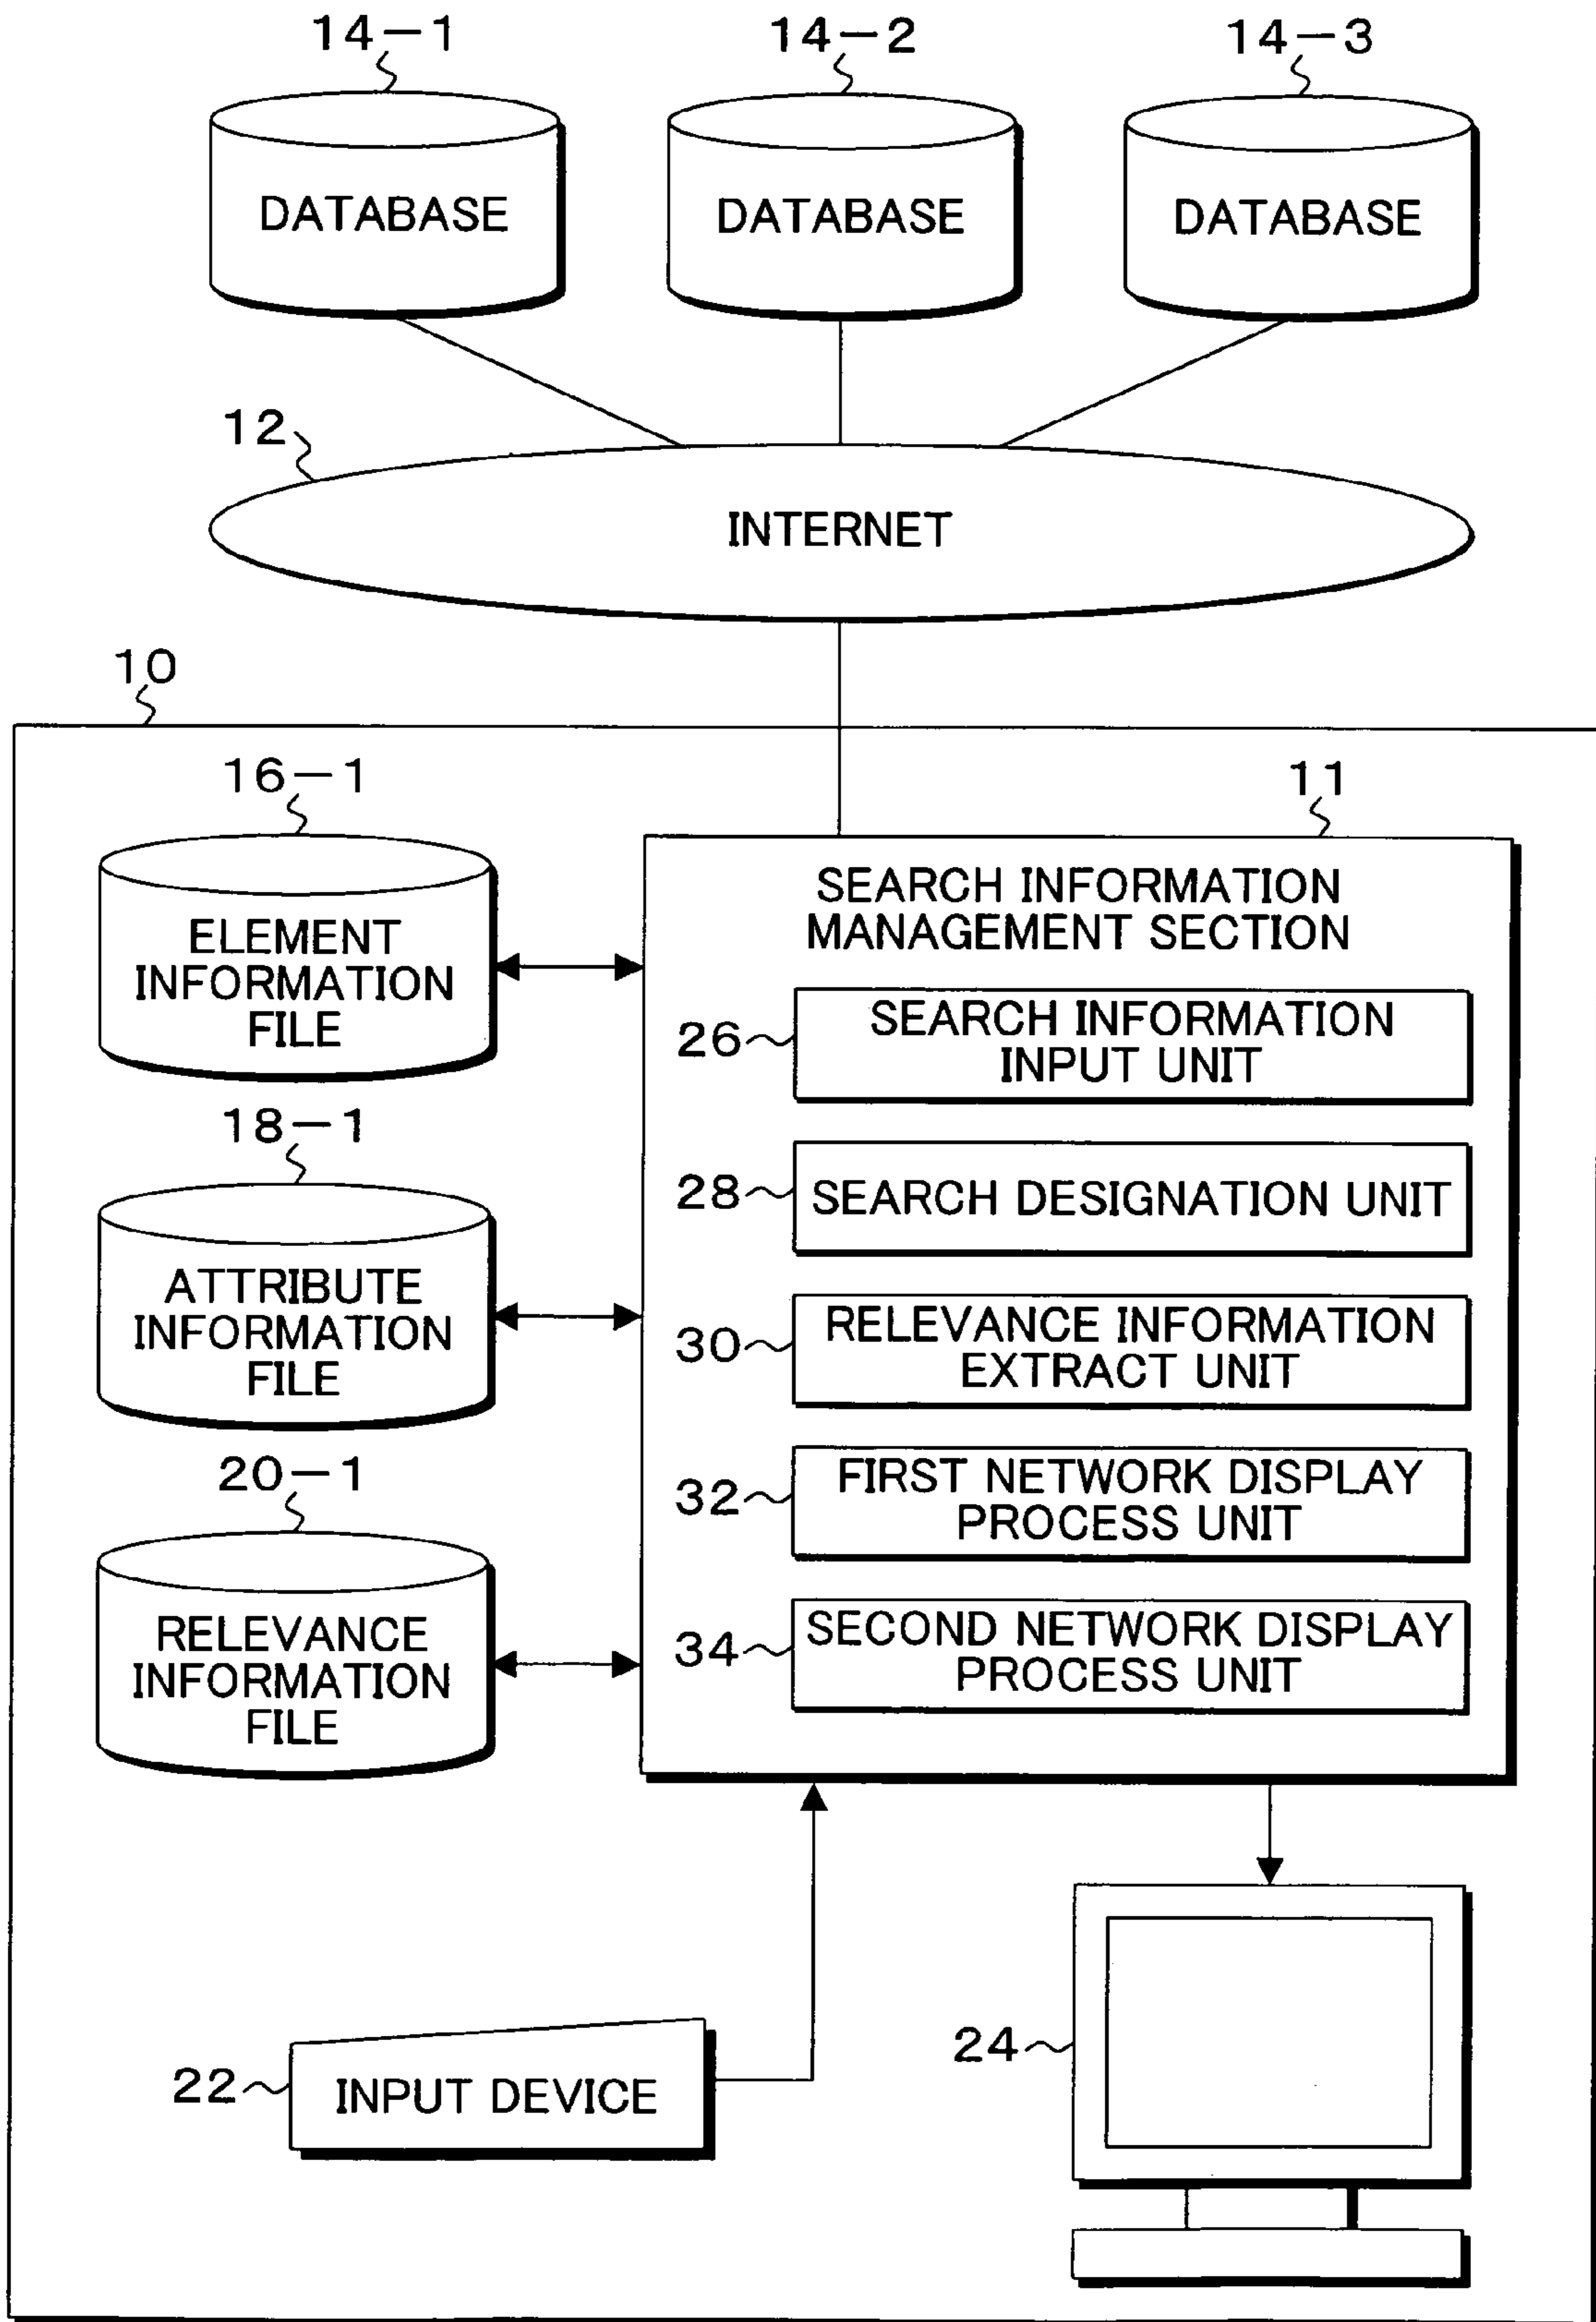 14-1
14-2
14-3
DATABASE
DATABASE
DATABASE
12
INTERNET
10
16-1
11
ELEMENT
INFORMATION
FILE
18-1
ATTRIBUTE
INFORMATION
FILE
20-1
RELEVANCE
INFORMATION
FILE
SEARCH INFORMATION
MANAGEMENT SECTION
26
SEARCH INFORMATION
INPUT UNIT
28
SEARCH DESIGNATION UNIT
30
RELEVANCE INFORMATION
EXTRACT UNIT
32
FIRST NETWORK DISPLAY
PROCESS UNIT
34
SECOND NETWORK DISPLAY
PROCESS UNIT
22
INPUT DEVICE
24